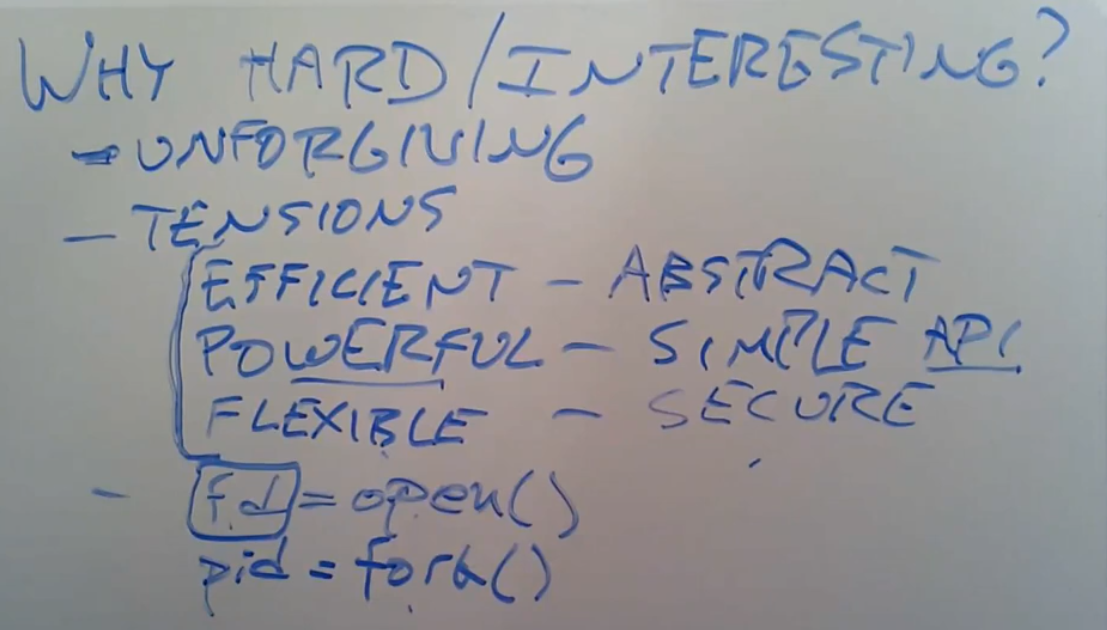 WHY HARD/INTERESTING?
- UNFORGIVING
- TENSIONS
EFFICIENT - ABSTRACT
POWERFUL - SIMPLE API
FLEXIBLE - SECURE
- fd = open()
pid = fork()